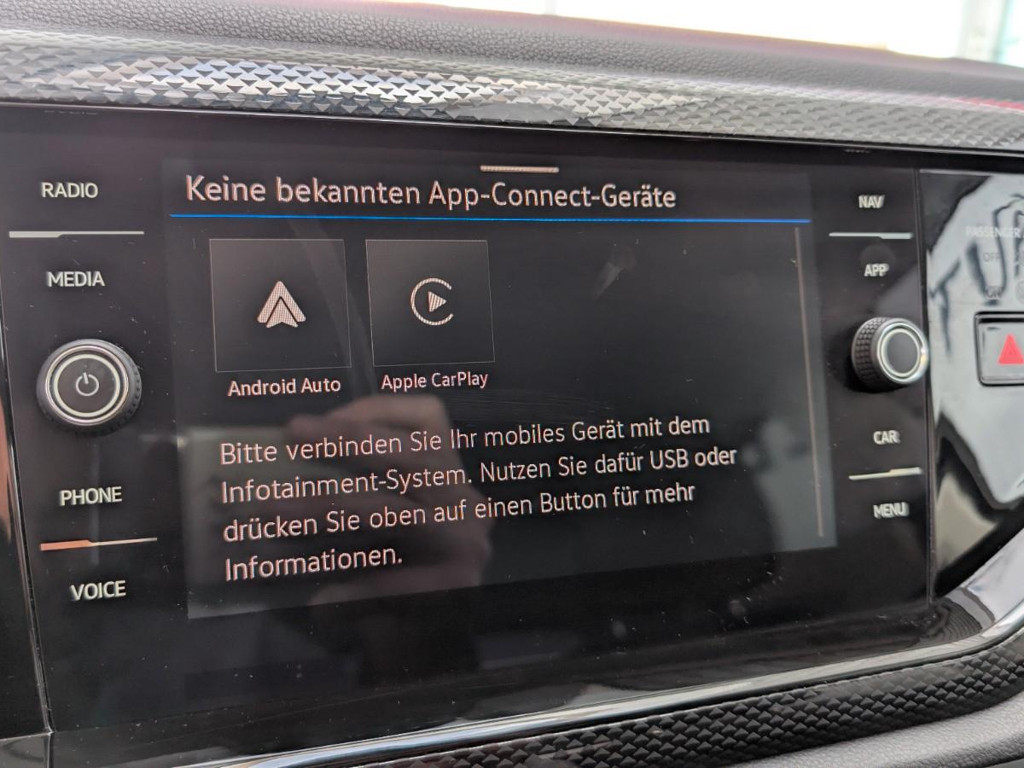 RADIO
MEDIA
PHONE
VOICE
Keine bekannten App-Connect-Geräte
Android Auto
Apple CarPlay
Bitte verbinden Sie Ihr mobiles Gerät mit dem
Infotainment-System. Nutzen Sie dafür USB oder
drücken Sie oben auf einen Button für mehr
Informationen.
NAV
APP
CAR
MENU
PASSENGER